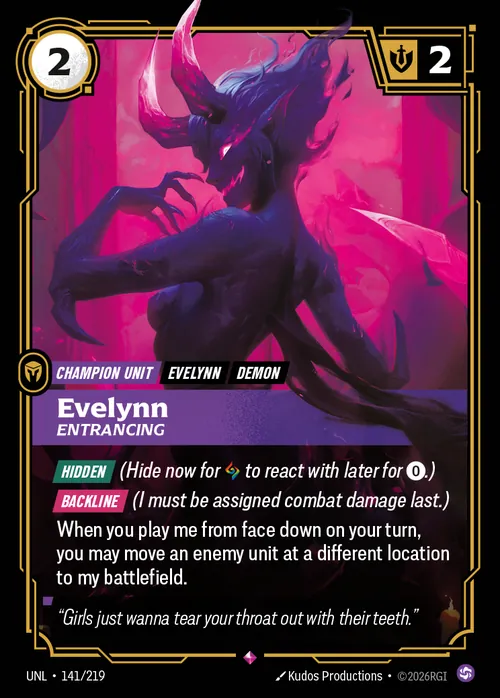 2
2
CHAMPION UNIT EVELYNN DEMON
Evelynn
ENTRANCING
HIDDEN (Hide now for to react with later for 0.)
BACKLINE (I must be assigned combat damage last.)
When you play me from face down on your turn,
you may move an enemy unit at a different location
to my battlefield.
“Girls just wanna tear your throat out with their teeth.”
UNL • 141/219 Kudos Productions • ©2026RGI